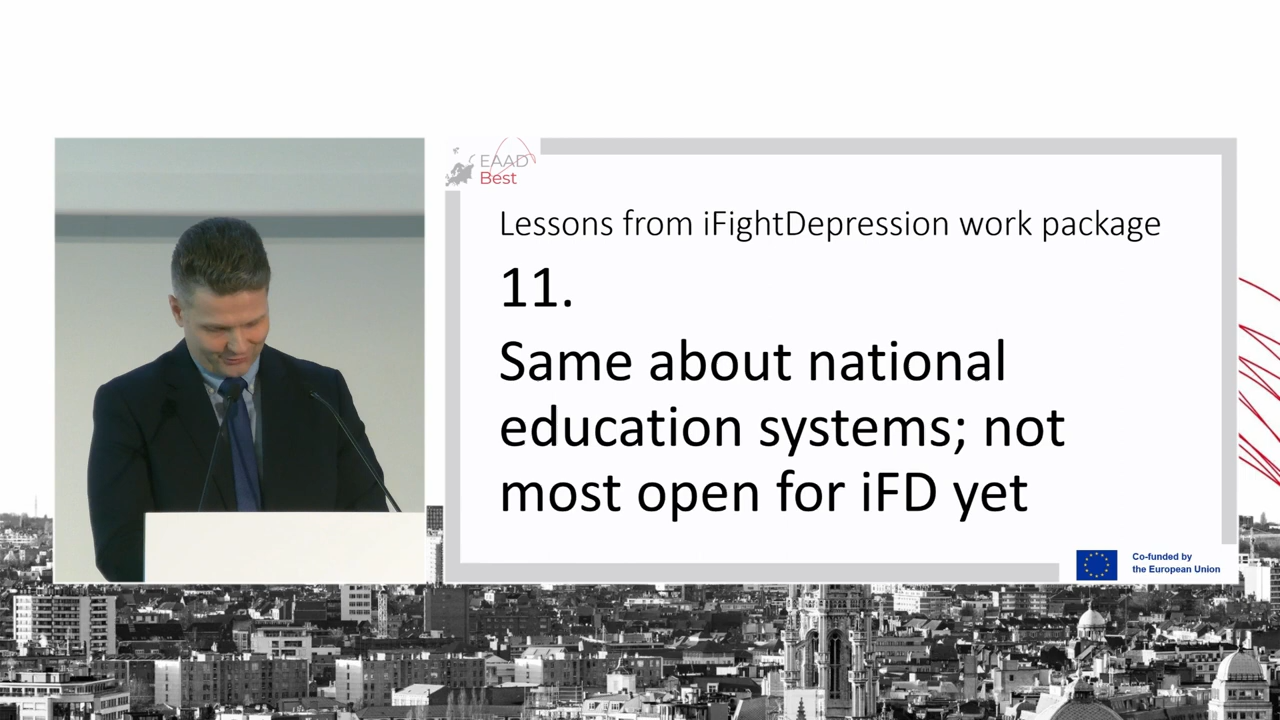 EAAD
Best
Lessons from iFightDepression work package
11.
Same about national
education systems; not
most open for iFD yet
Co-funded by
the European Union